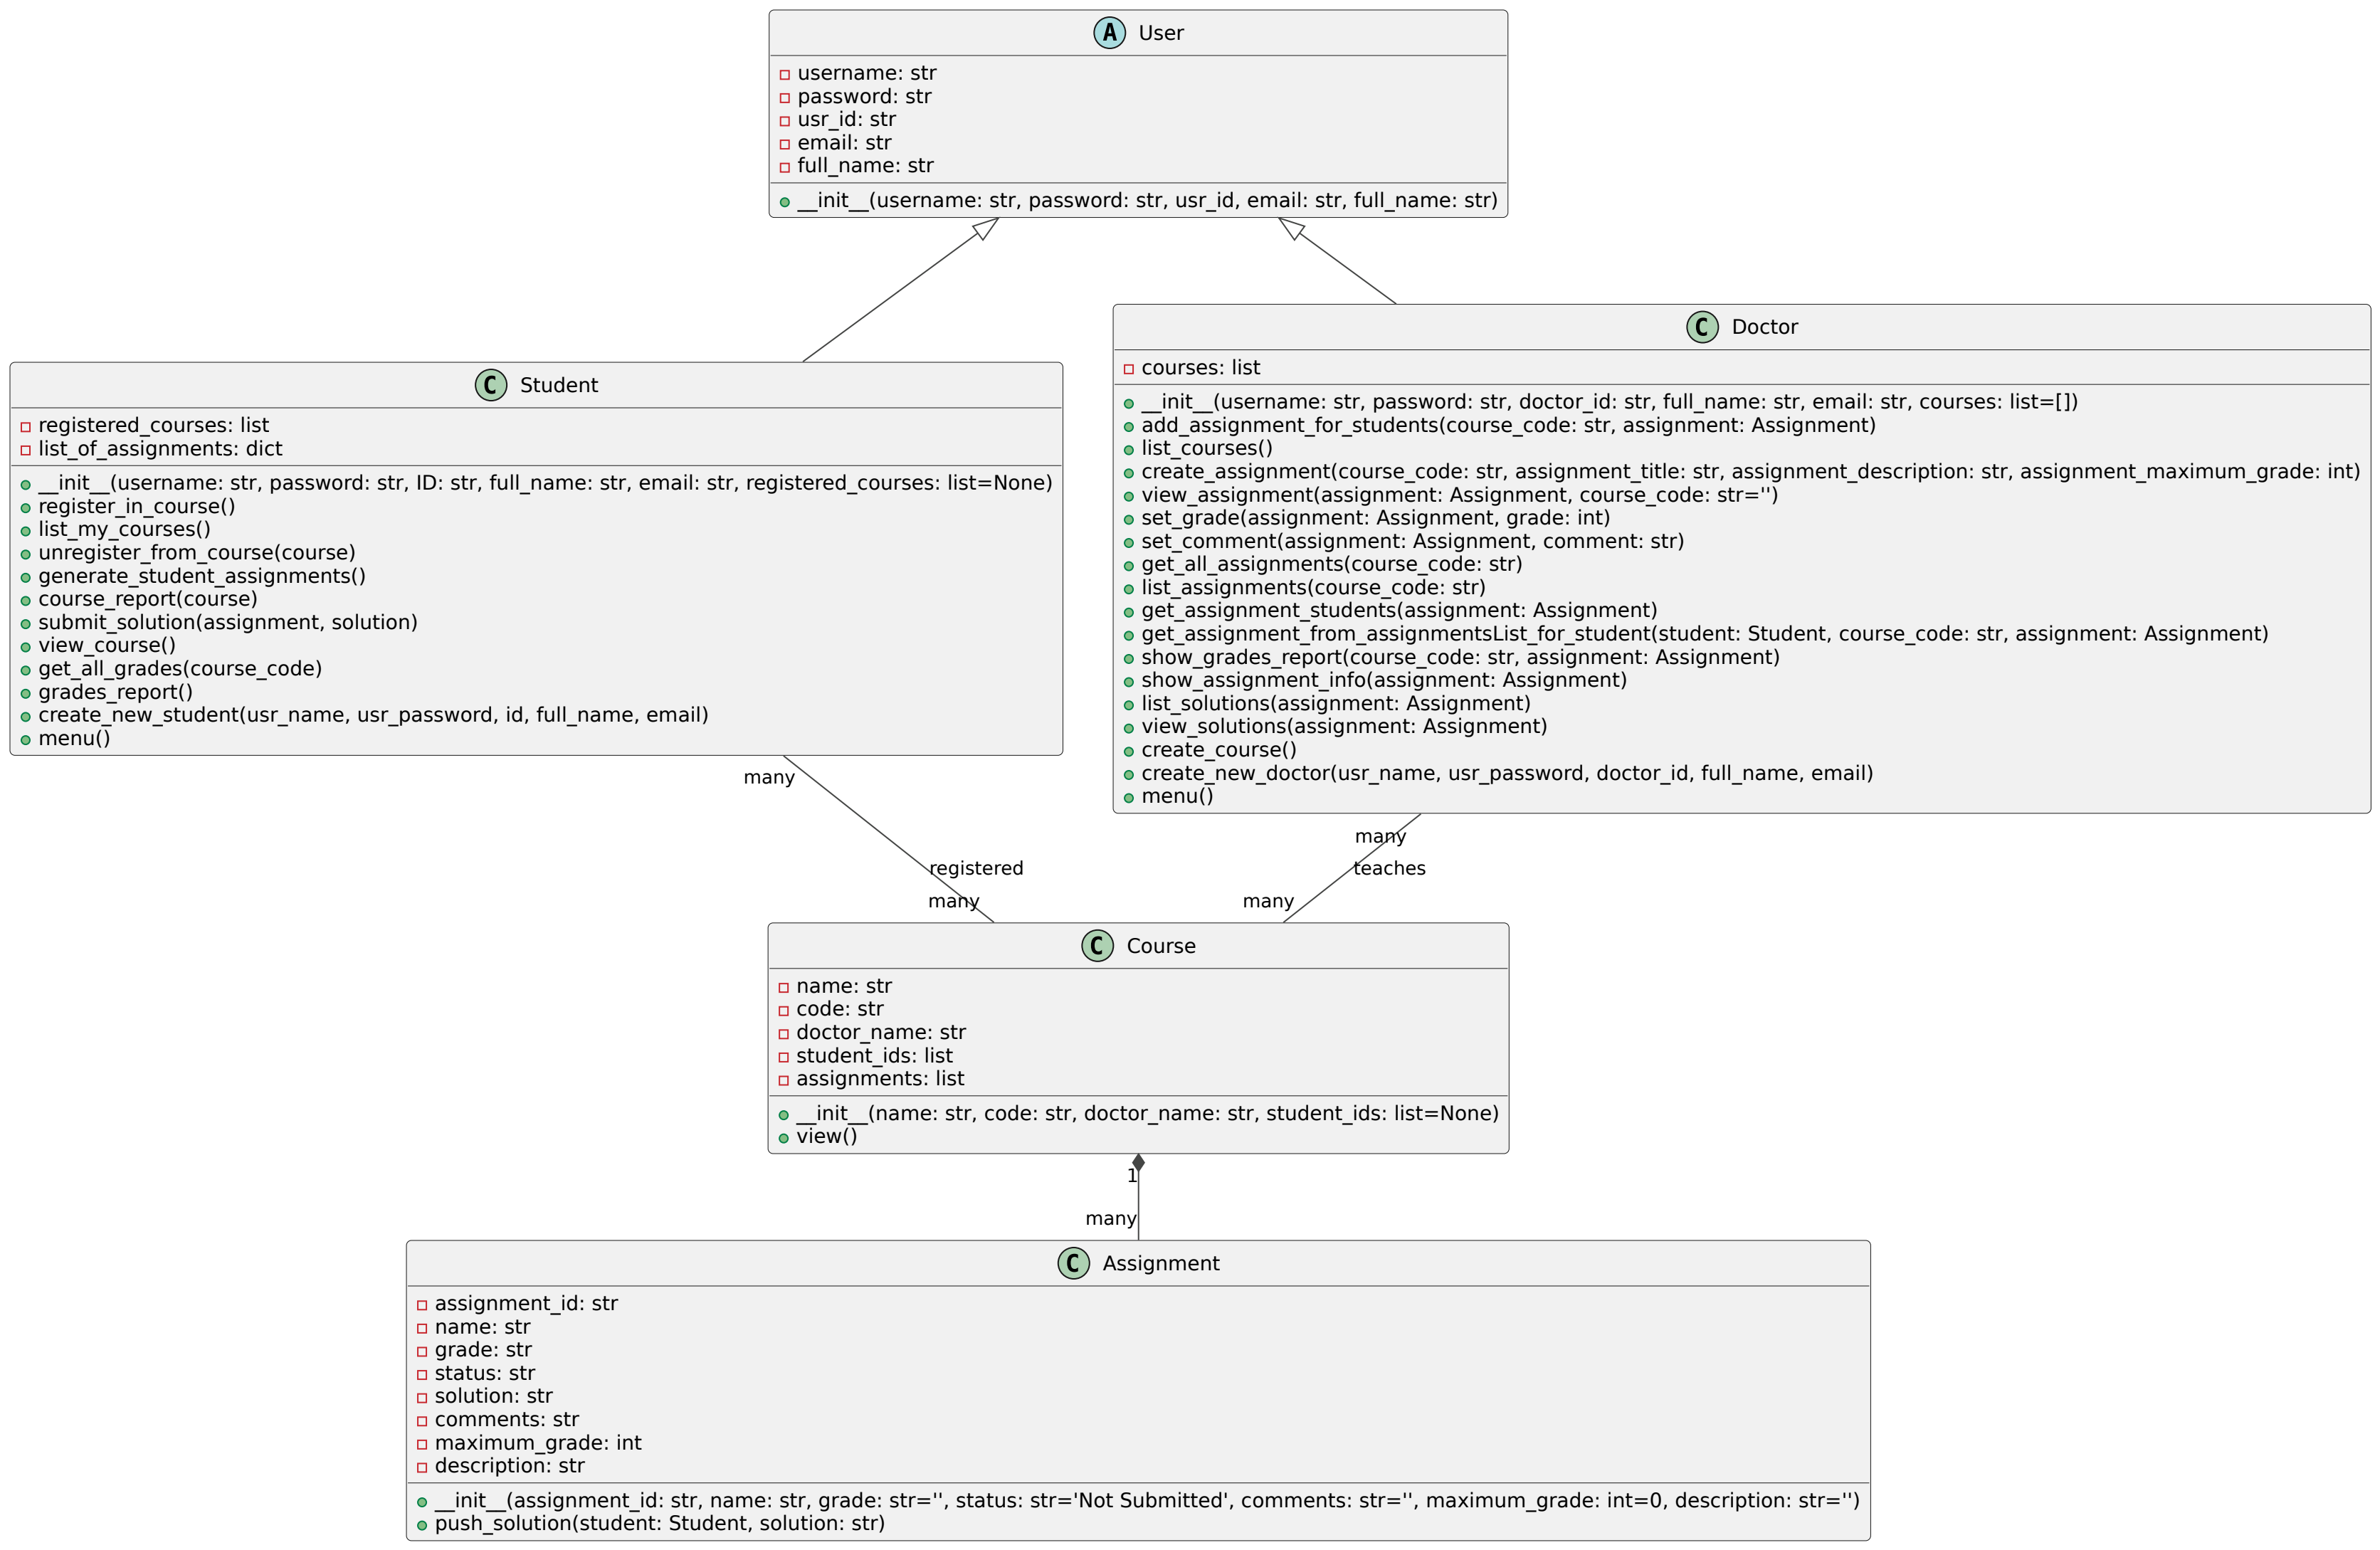 A User
username: str
password: str
usr_id: str
email: str
full_name: str
__init__(username: str, password: str, usr_id, email: str, full_name: str)
C Student
registered_courses: list
list_of_assignments: dict
__init__(username: str, password: str, ID: str, full_name: str, email: str, registered_courses: list=None)
register_in_course()
list_my_courses()
unregister_from_course(course)
generate_student_assignments()
course_report(course)
submit_solution(assignment, solution)
view_course()
get_all_grades(course_code)
grades_report()
create_new_student(usr_name, usr_password, id, full_name, email)
menu()
C Doctor
courses: list
__init__(username: str, password: str, doctor_id: str, full_name: str, email: str, courses: list=[])
add_assignment_for_students(course_code: str, assignment: Assignment)
list_courses()
create_assignment(course_code: str, assignment_title: str, assignment_description: str, assignment_maximum_grade: int)
view_assignment(assignment: Assignment, course_code: str='')
set_grade(assignment: Assignment, grade: int)
set_comment(assignment: Assignment, comment: str)
get_all_assignments(course_code: str)
list_assignments(course_code: str)
get_assignment_students(assignment: Assignment)
get_assignment_from_assignmentsList_for_student(student: Student, course_code: str, assignment: Assignment)
show_grades_report(course_code: str, assignment: Assignment)
show_assignment_info(assignment: Assignment)
list_solutions(assignment: Assignment)
view_solutions(assignment: Assignment)
create_course()
create_new_doctor(usr_name, usr_password, doctor_id, full_name, email)
menu()
many
registered
many
many
teaches
many
C Course
name: str
code: str
doctor_name: str
student_ids: list
assignments: list
__init__(name: str, code: str, doctor_name: str, student_ids: list=None)
view()
1
many
C Assignment
assignment_id: str
name: str
grade: str
status: str
solution: str
comments: str
maximum_grade: int
description: str
__init__(assignment_id: str, name: str, grade: str='', status: str='Not Submitted', comments: str='', maximum_grade: int=0, description: str='')
push_solution(student: Student, solution: str)